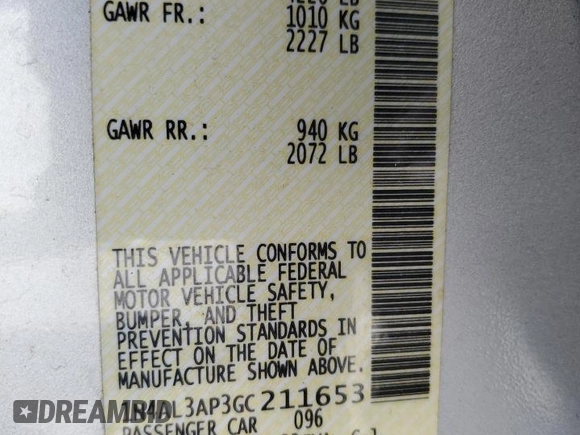 GAWR FR.: 1010 KG
2227 LB
GAWR RR.: 940 KG
2072 LB
THIS VEHICLE CONFORMS TO
ALL APPLICABLE FEDERAL
MOTOR VEHICLE SAFETY,
BUMPER, AND THEFT
PREVENTION STANDARDS IN
EFFECT ON THE DATE OF
MANUFACTURE SHOWN ABOVE.
1N4AL3AP3GC211653
PASSENGER CAR 096
DREAMBID